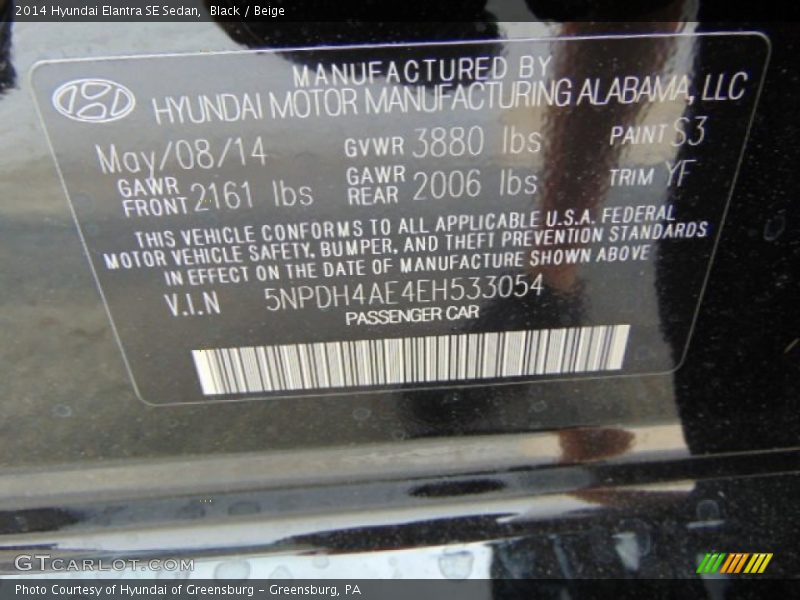 2014 Hyundai Elantra SE Sedan, Black / Beige
MANUFACTURED BY
HYUNDAI MOTOR MANUFACTURING ALABAMA, LLC
May/08/14 GVWR 3880 lbs PAINT S3
GAWR FRONT 2161 lbs GAWR REAR 2006 lbs TRIM YF
THIS VEHICLE CONFORMS TO ALL APPLICABLE U.S.A. FEDERAL
MOTOR VEHICLE SAFETY, BUMPER, AND THEFT PREVENTION STANDARDS
IN EFFECT ON THE DATE OF MANUFACTURE SHOWN ABOVE
V.I.N 5NPDH4AE4EH533054
PASSENGER CAR
GTCARLOT.COM
Photo Courtesy of Hyundai of Greensburg - Greensburg, PA